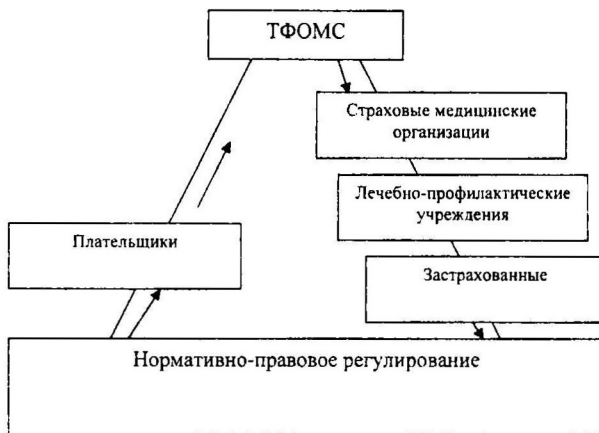 ТФОМС
Страховые медицинские
организации
Лечебно-профилактические
учреждения
Плательщики
Застрахованные
Нормативно-правовое регулирование